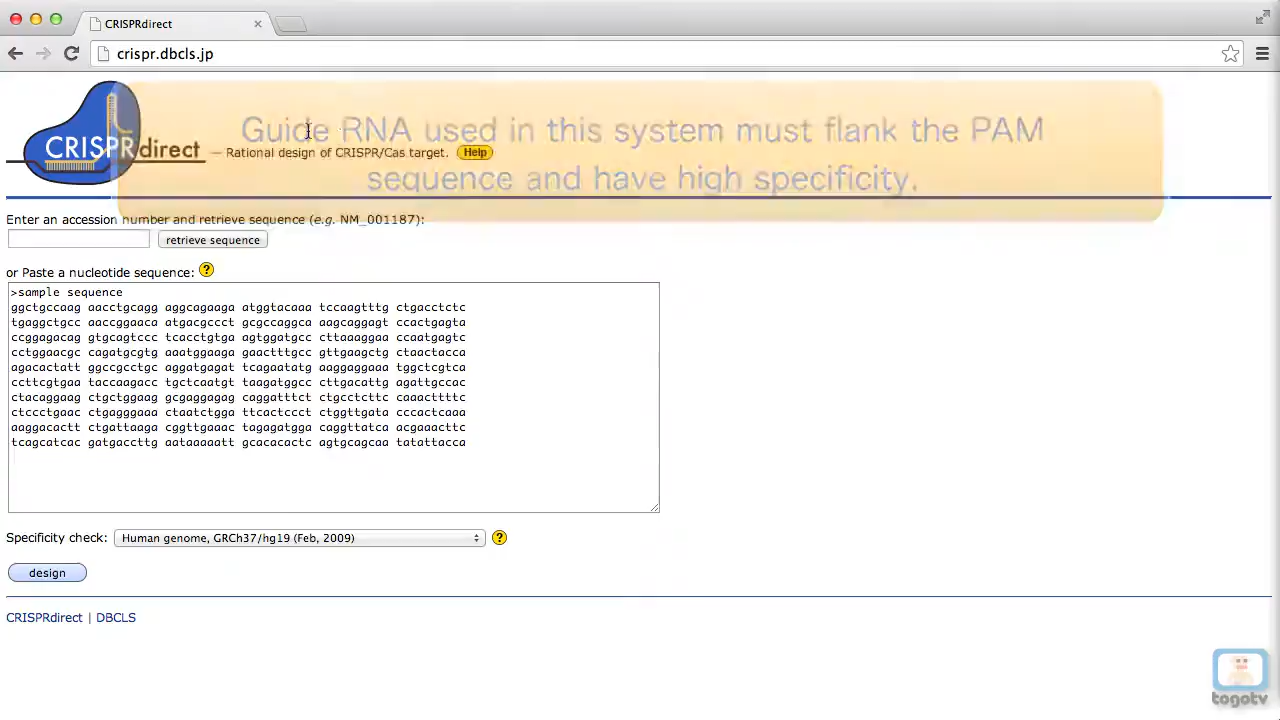 CRISPRdirect
crispr.dbcls.jp
Guide RNA used in this system must flank the PAM
sequence and have high specificity.
CRISPRdirect
— Rational design of CRISPR/Cas target.
Help
Enter an accession number and retrieve sequence (e.g. NM_001187):
retrieve sequence
or Paste a nucleotide sequence: ?
>sample sequence
ggctgccaag aacctgcagg aggcagaaga atggtacaaa tccaagtttg ctgacctctc
tgaggctgcc aaccggaaca atgacgccct gcgccaggca aagcaggagt ccactgagta
ccggagacag gtgcagtccc tcacctgtga agtggatgcc cttaaaggaa ccaatgagtc
cctggaacgc cagatgcgtg aaatggaaga gaactttgcc gttgaagctg ctaactacca
agacactatt ggccgcctgc aggatgagat tcagaatatg aaggaggaaa tggctcgtca
ccttcgtgaa taccaagacc tgctcaatgt taagatggcc cttgacattg agattgccac
ctacaggaag ctgctggaag gcgaggagag caggatttct ctgcctcttc caaacttttc
ctccctgaac ctgagggaaa ctaatctgga ttcactccct ctggttgata cccactcaaa
aaggacactt ctgattaaga cggttgaaac tagagatgga caggttatca acgaaacttc
tcagcatcac gatgaccttg aataaaaatt gcacacactc agtgcagcaa tatattacca
Specificity check: Human genome, GRCh37/hg19 (Feb, 2009) ?
design
CRISPRdirect | DBCLS
togotv